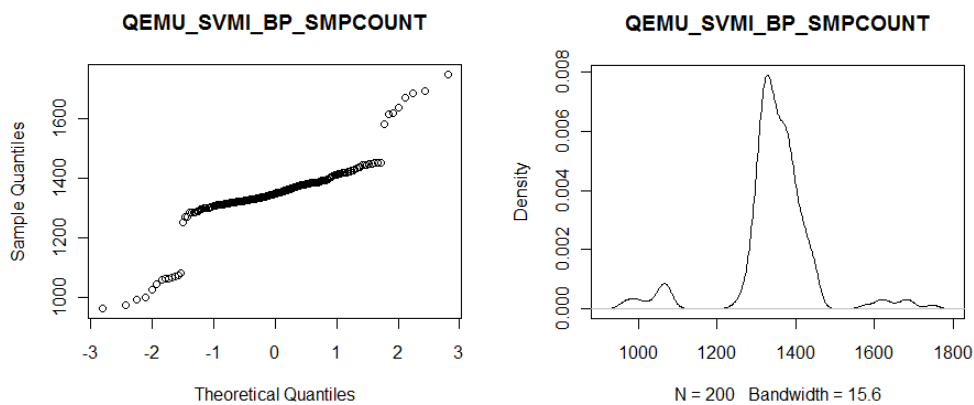 QEMU_SVMI_BP_SMPCOUNT
Sample Quantiles
1000 1200 1400 1600
-3 -2 -1 0 1 2 3
Theoretical Quantiles
QEMU_SVMI_BP_SMPCOUNT
Density
0.000 0.002 0.004 0.006 0.008
1000 1200 1400 1600 1800
N = 200 Bandwidth = 15.6